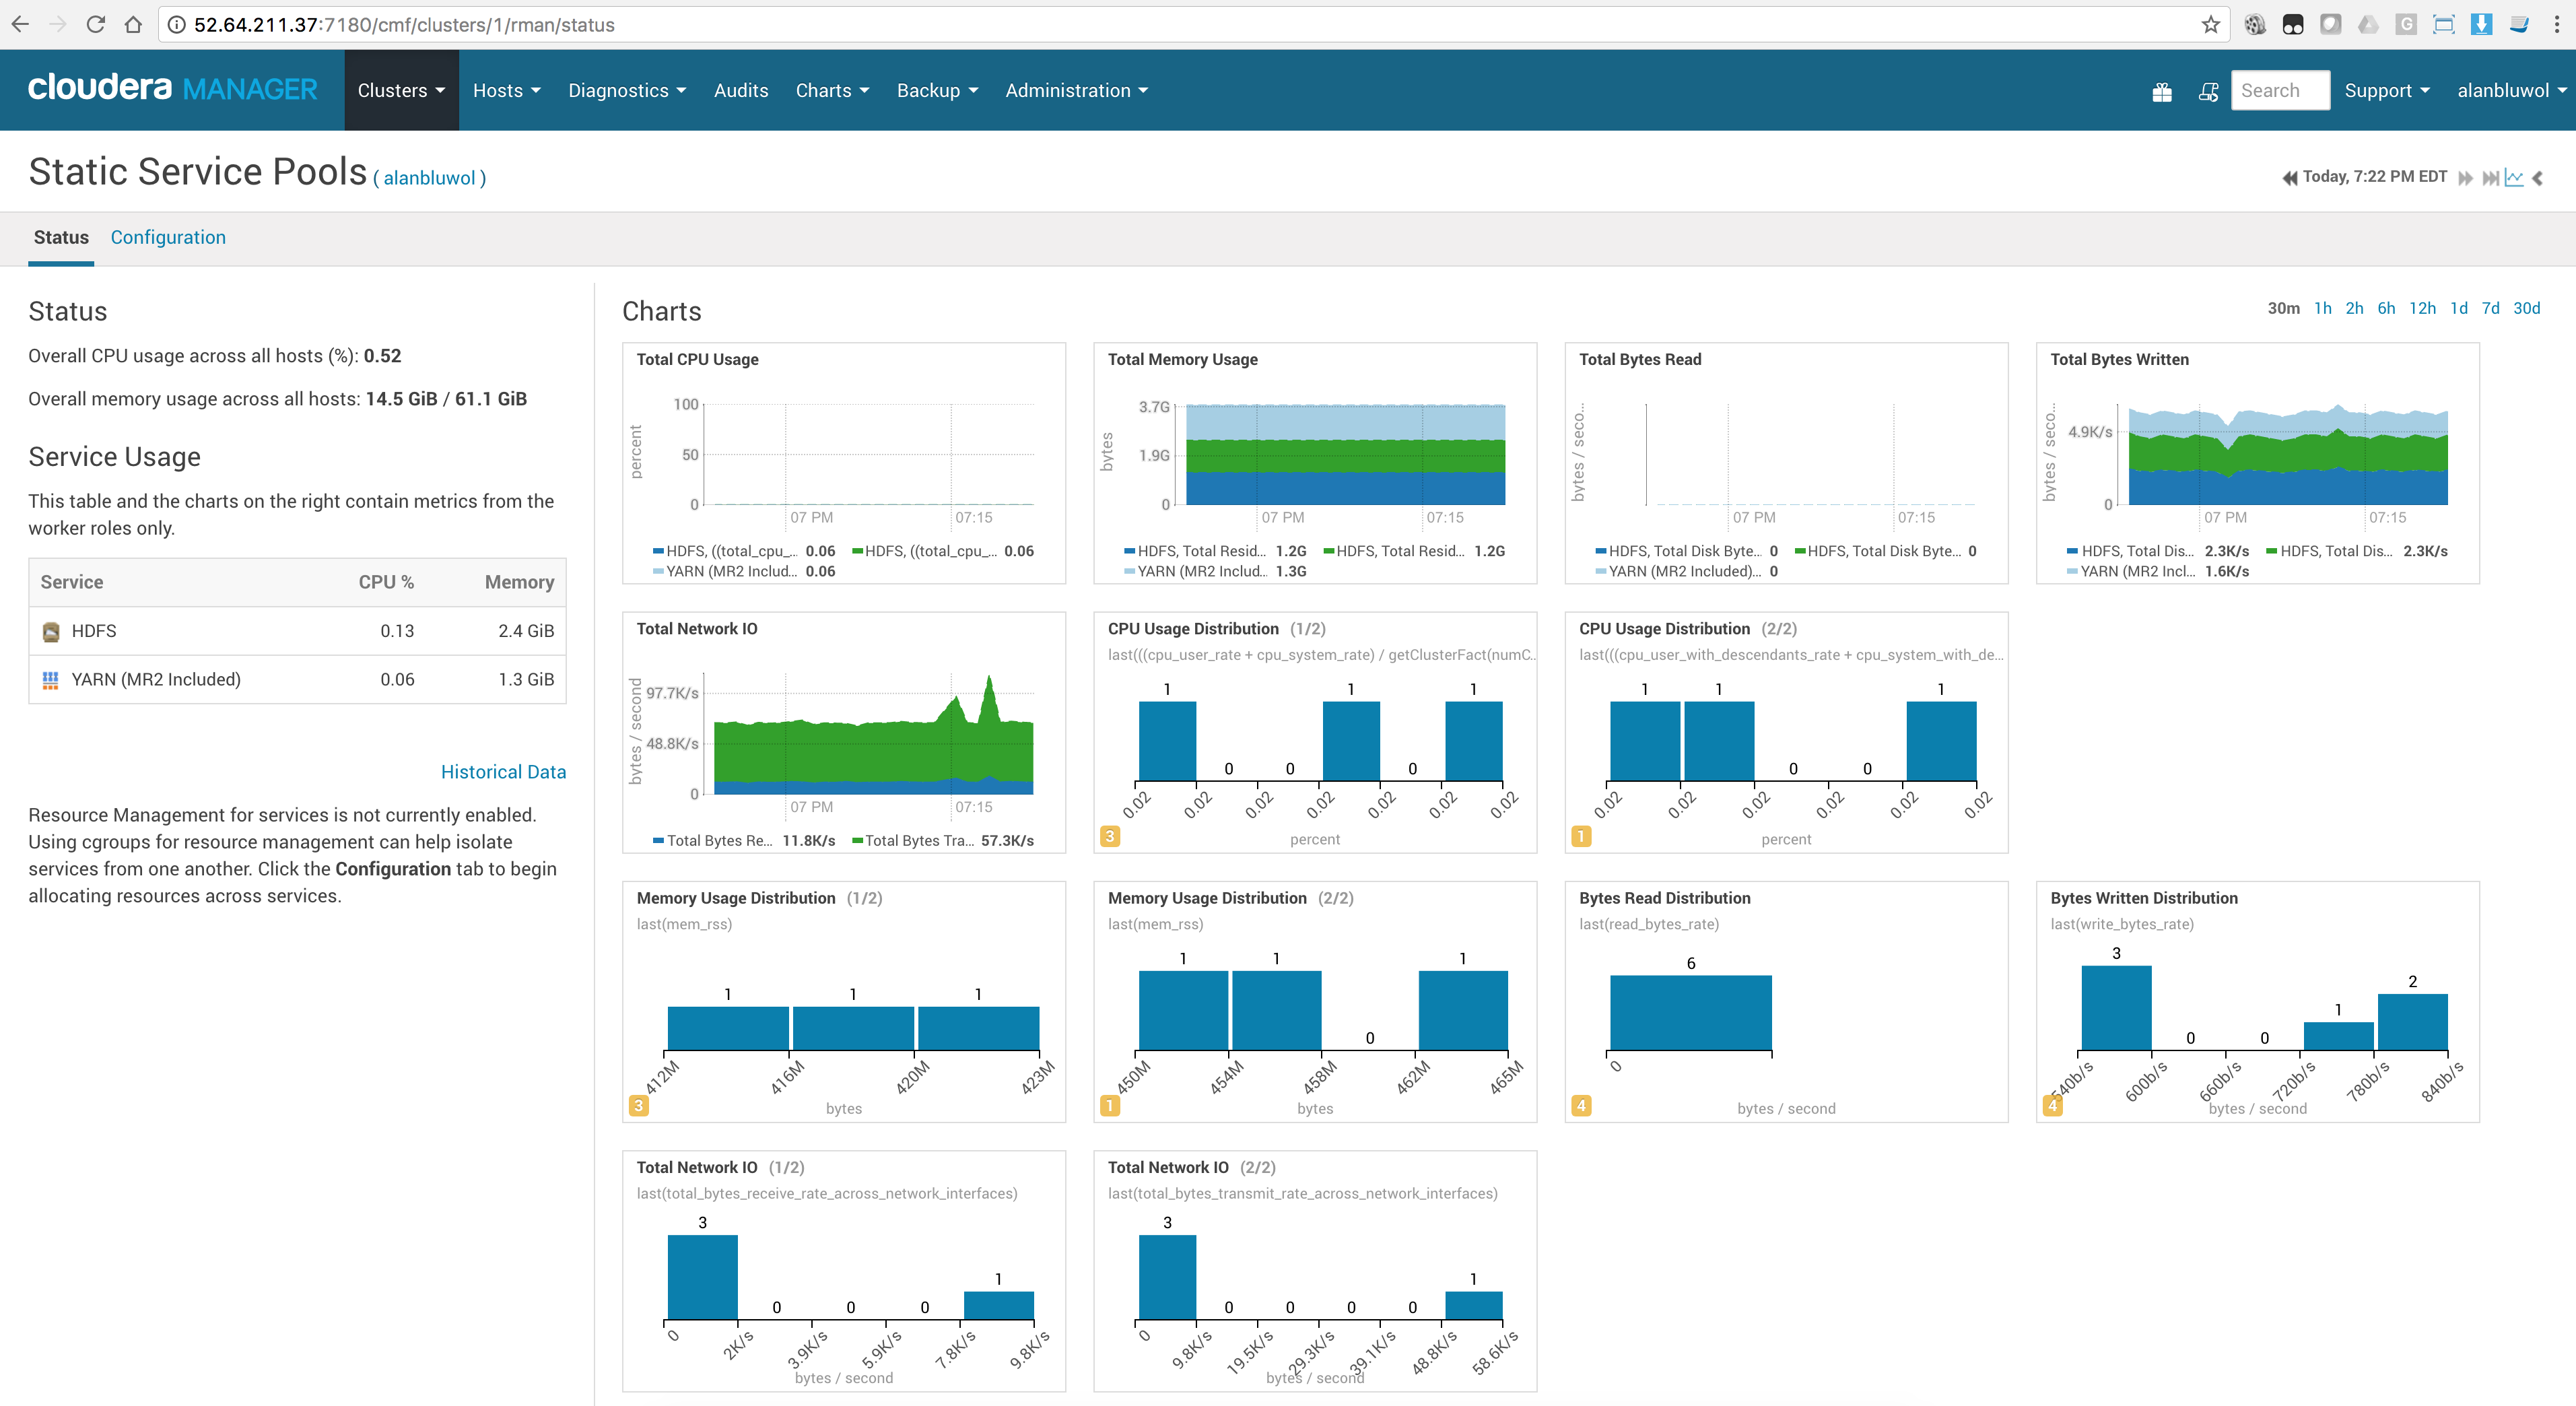 52.64.211.37:7180/cmf/clusters/1/rman/status
G
cloudera MANAGER Clusters Hosts Diagnostics Audits Charts Backup Administration Search Support alanbluwol
Static Service Pools ( alanbluwol )
Today, 7:22 PM EDT
Status Configuration
Status
Overall CPU usage across all hosts (%): 0.52
Overall memory usage across all hosts: 14.5 GiB / 61.1 GiB
Service Usage
This table and the charts on the right contain metrics from the
worker roles only.
Service CPU % Memory
HDFS 0.13 2.4 GiB
YARN (MR2 Included) 0.06 1.3 GiB
Historical Data
Resource Management for services is not currently enabled.
Using cgroups for resource management can help isolate
services from one another. Click the Configuration tab to begin
allocating resources across services.
Charts
30m 1h 2h 6h 12h 1d 7d 30d
Total CPU Usage
percent
100
50
0
07 PM 07:15
HDFS, ((total_cpu_... 0.06 HDFS, ((total_cpu_... 0.06
YARN (MR2 Includ... 0.06
Total Memory Usage
bytes
3.7G
1.9G
0
07 PM 07:15
HDFS, Total Resid... 1.2G HDFS, Total Resid... 1.2G
YARN (MR2 Includ... 1.3G
Total Bytes Read
bytes / seco...
07 PM 07:15
HDFS, Total Disk Byte... 0 HDFS, Total Disk Byte... 0
YARN (MR2 Included)... 0
Total Bytes Written
bytes / seco...
4.9K/s
0
07 PM 07:15
HDFS, Total Dis... 2.3K/s HDFS, Total Dis... 2.3K/s
YARN (MR2 Incl... 1.6K/s
Total Network IO
bytes / second
97.7K/s
48.8K/s
0
07 PM 07:15
Total Bytes Re... 11.8K/s Total Bytes Tra... 57.3K/s
CPU Usage Distribution (1/2)
last(((cpu_user_rate + cpu_system_rate) / getClusterFact(numC...
1 0 0 1 0 1
0.02 0.02 0.02 0.02 0.02 0.02 0.02
percent
3
CPU Usage Distribution (2/2)
last(((cpu_user_with_descendants_rate + cpu_system_with_de...
1 1 0 0 1
0.02 0.02 0.02 0.02 0.02 0.02
percent
1
Memory Usage Distribution (1/2)
last(mem_rss)
1 1 1
412M 416M 420M 423M
bytes
3
Memory Usage Distribution (2/2)
last(mem_rss)
1 1 0 1
450M 454M 458M 462M 465M
bytes
1
Bytes Read Distribution
last(read_bytes_rate)
6
0
bytes / second
4
Bytes Written Distribution
last(write_bytes_rate)
3 0 0 1 2
540b/s 600b/s 660b/s 720b/s 780b/s 840b/s
bytes / second
4
Total Network IO (1/2)
last(total_bytes_receive_rate_across_network_interfaces)
3 0 0 0 1
0 2K/s 3.9K/s 5.9K/s 7.8K/s 9.8K/s
bytes / second
Total Network IO (2/2)
last(total_bytes_transmit_rate_across_network_interfaces)
3 0 0 0 0 1
0 9.8K/s 19.5K/s 29.3K/s 39.1K/s 48.8K/s 58.6K/s
bytes / second